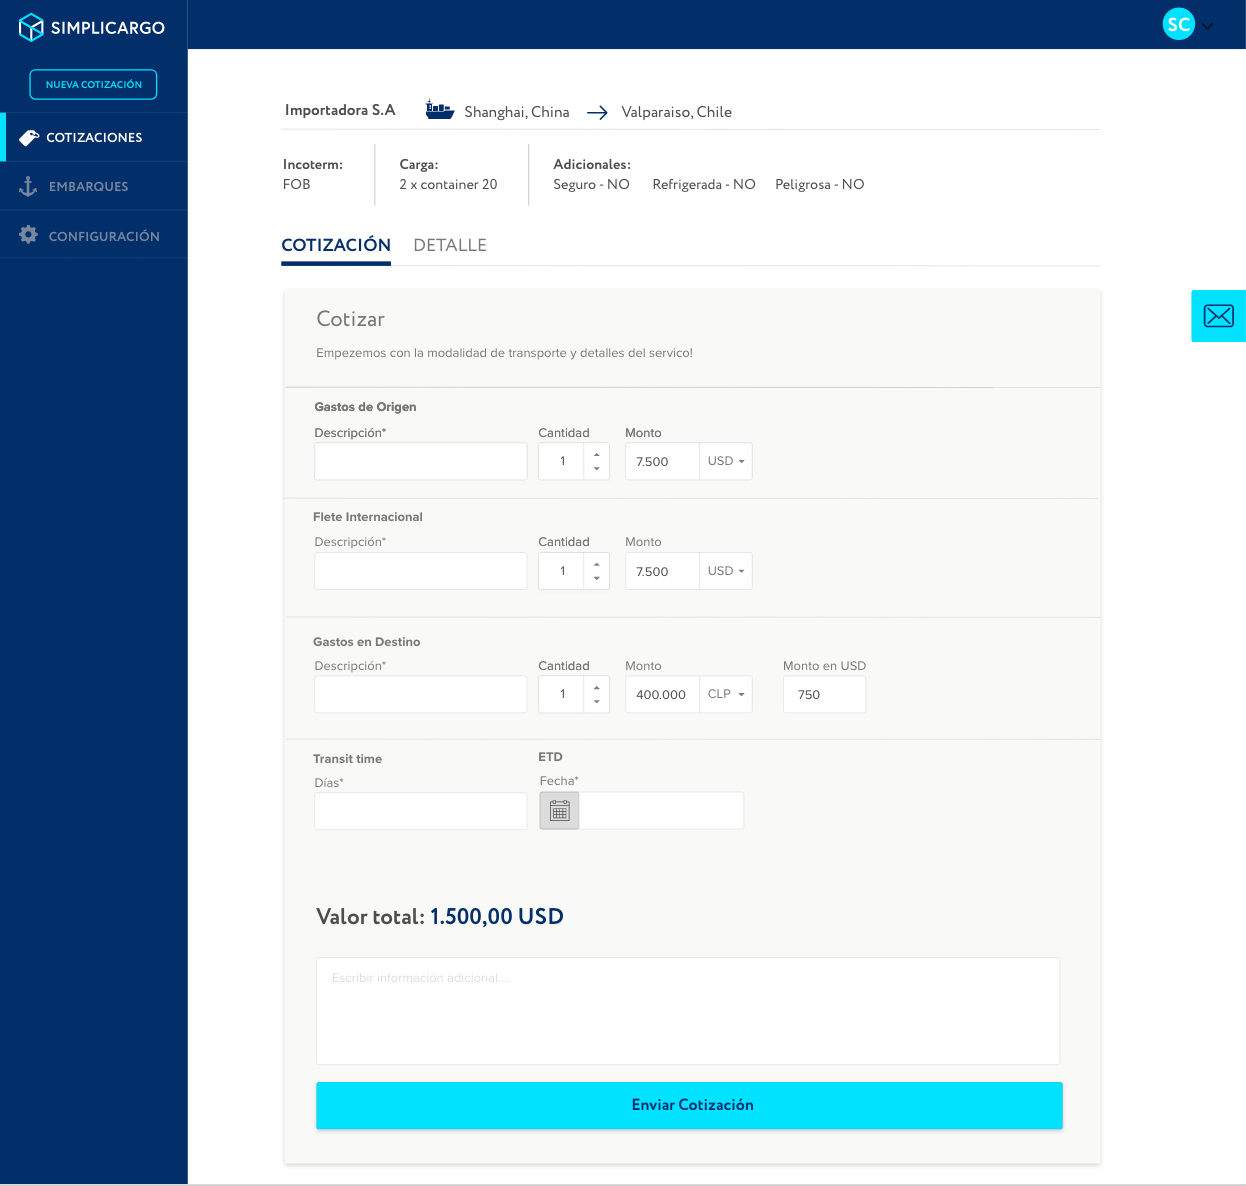 SIMPLICARGO
SC
NUEVA COTIZACIÓN
COTIZACIONES
EMBARQUES
CONFIGURACIÓN
Importadora S.A
Shanghai, China
Valparaiso, Chile
Incoterm:
FOB
Carga:
2 x container 20
Adicionales:
Seguro - NO Refrigerada - NO Peligrosa - NO
COTIZACIÓN DETALLE
Cotizar
Empezemos con la modalidad de transporte y detalles del servico!
Gastos de Origen
Descripción* Cantidad Monto
1 7.500 USD
Flete Internacional
Descripción* Cantidad Monto
1 7.500 USD
Gastos en Destino
Descripción* Cantidad Monto Monto en USD
1 400.000 CLP 750
Transit time ETD
Días* Fecha*
Valor total: 1.500,00 USD
Escribir información adicional....
Enviar Cotización